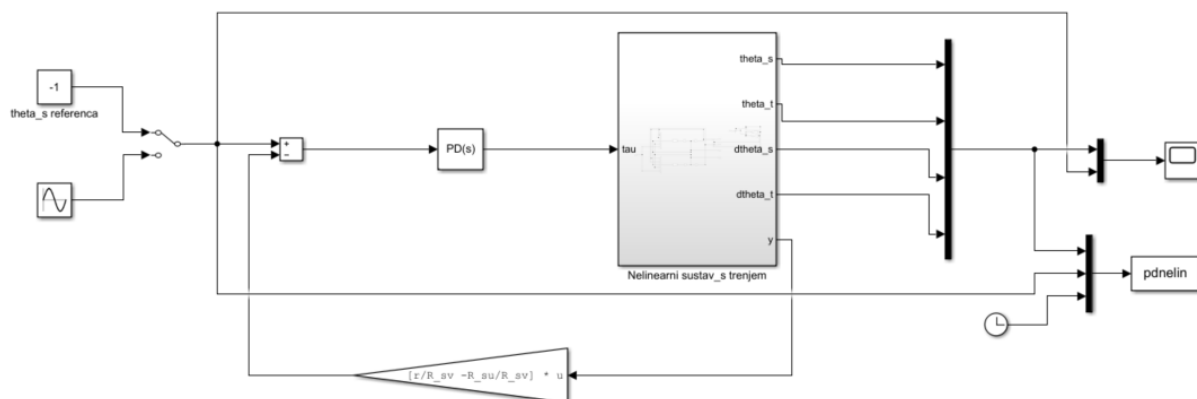 -1
theta_s referenca
+
−
PD(s)
tau
theta_s
theta_t
dtheta_s
dtheta_t
y
Nelinearni sustav_s trenjem
pdnelin
[r/R_sv -R_su/R_sv] * u